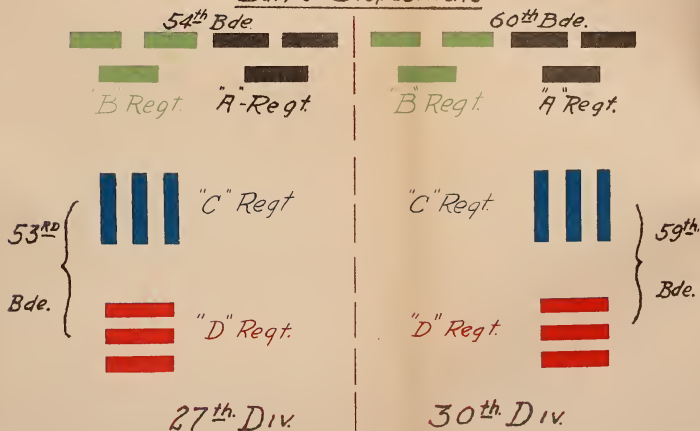 54th Bde.
60th Bde.
"B Regt.
"A"-Regt.
"B" Regt.
"A" Regt.
"C" Regt
"C" Regt.
53RD
Bde.
59th.
Bde.
"D" Regt.
"D" Regt.
27th. Div.
30th. Div.